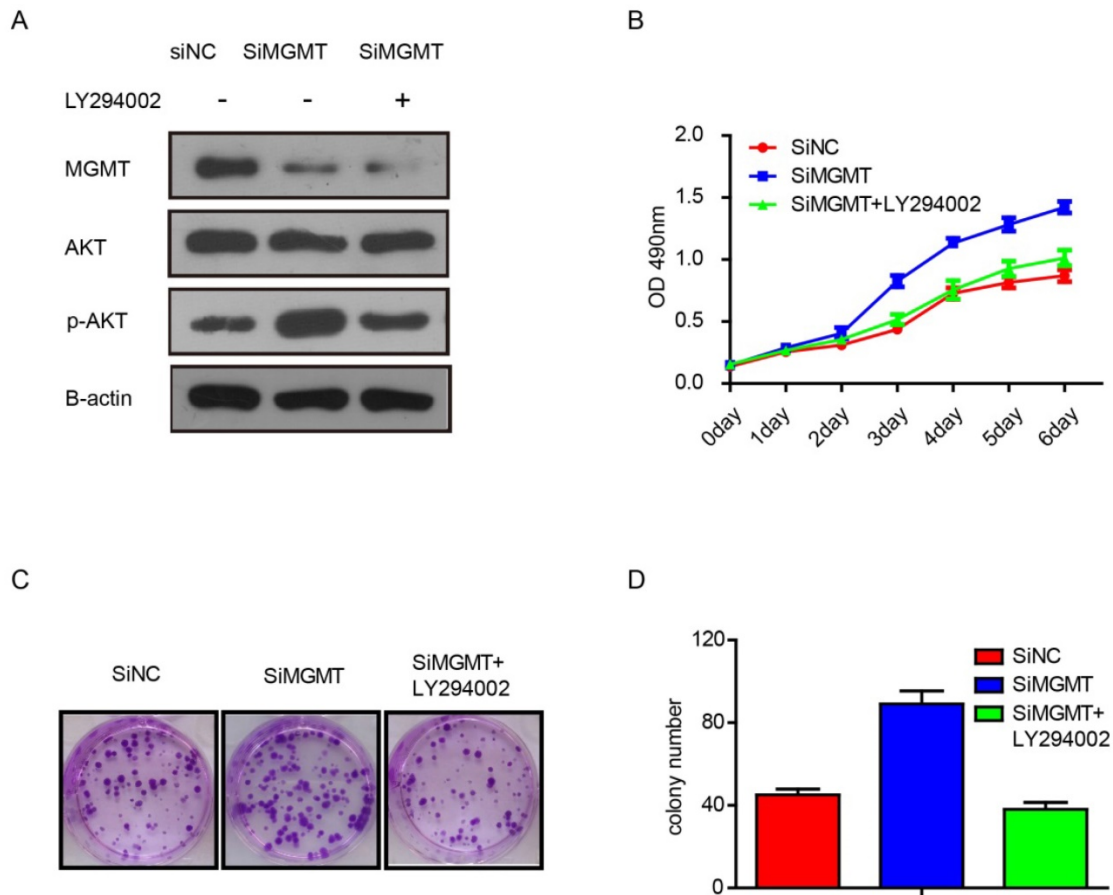 A
siNC SiMGMT SiMGMT
LY294002 - - +
MGMT
AKT
p-AKT
B-actin
B
2.0
1.5
1.0
0.5
0.0
OD 490nm
SiNC
SiMGMT
SiMGMT+LY294002
0day 1day 2day 3day 4day 5day 6day
C
SiNC
SiMGMT
SiMGMT+
LY294002
D
120
80
40
0
colony number
SiNC
SiMGMT
SiMGMT+
LY294002